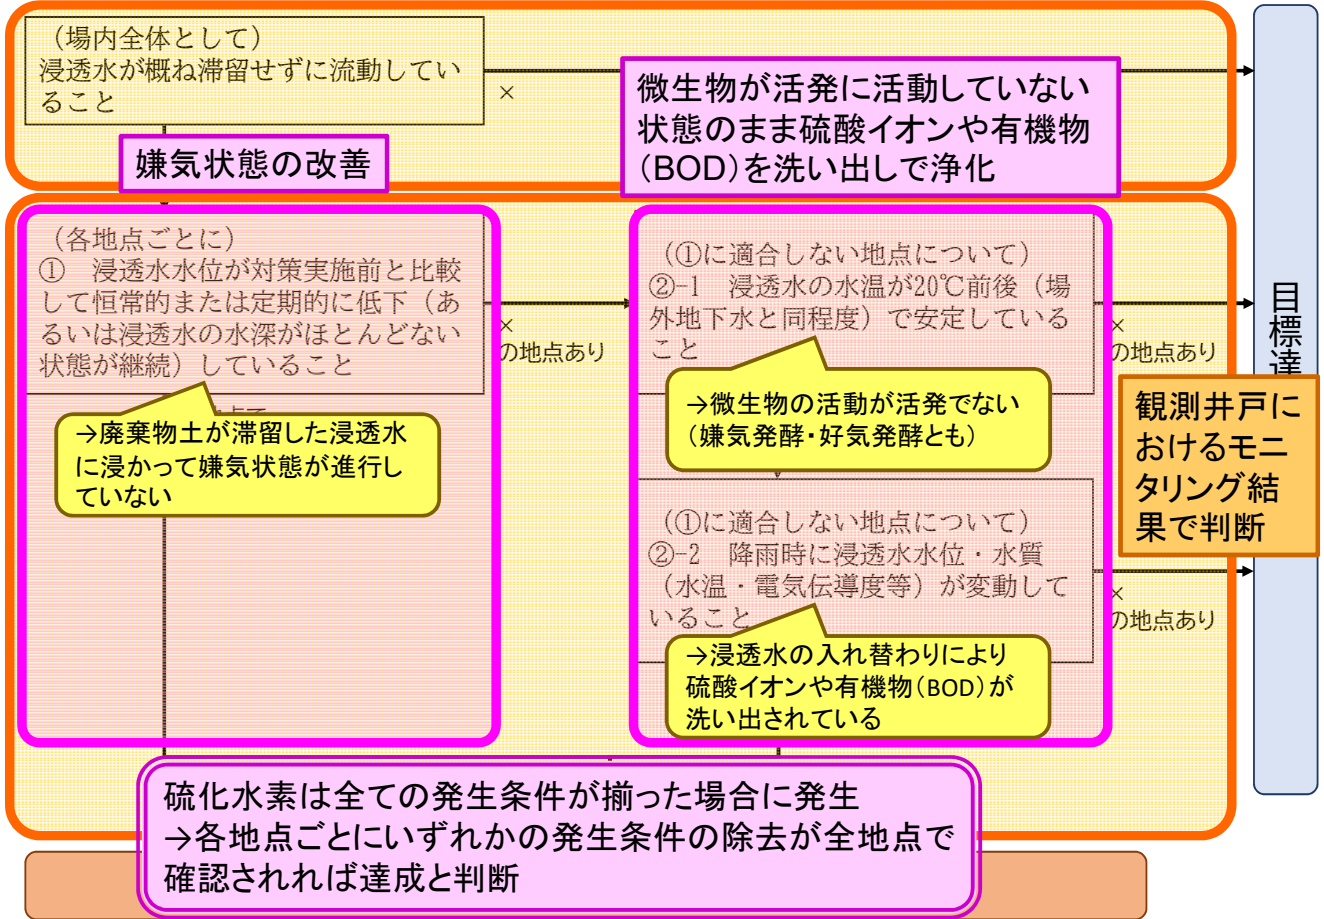 （場内全体として）
浸透水が概ね滞留せずに流動してい
ること
×
嫌気状態の改善
微生物が活発に活動していない
状態のまま硫酸イオンや有機物
（BOD）を洗い出しで浄化
（各地点ごとに）
①　浸透水水位が対策実施前と比較
して恒常的または定期的に低下（あ
るいは浸透水の水深がほとんどない
状態が継続）していること
×
の地点あり
→廃棄物土が滞留した浸透水
に浸かって嫌気状態が進行し
ていない
（①に適合しない地点について）
②-1　浸透水の水温が20℃前後（場
外地下水と同程度）で安定している
こと
×
の地点あり
→微生物の活動が活発でない
（嫌気発酵・好気発酵とも）
（①に適合しない地点について）
②-2　降雨時に浸透水水位・水質
（水温・電気伝導度等）が変動して
いること
×
の地点あり
→浸透水の入れ替わりにより
硫酸イオンや有機物（BOD）が
洗い出されている
目標達
観測井戸に
おけるモニ
タリング結
果で判断
硫化水素は全ての発生条件が揃った場合に発生
→各地点ごとにいずれかの発生条件の除去が全地点で
確認されれば達成と判断